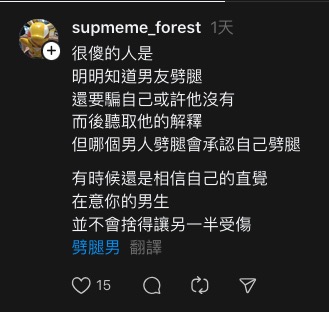 supmeme_forest 1天
很傻的人是
明明知道男友劈腿
還要騙自己或許他沒有
而後聽取他的解釋
但哪個男人劈腿會承認自己劈腿
有時候還是相信自己的直覺
在意你的男生
並不會捨得讓另一半受傷
劈腿男 翻譯
15